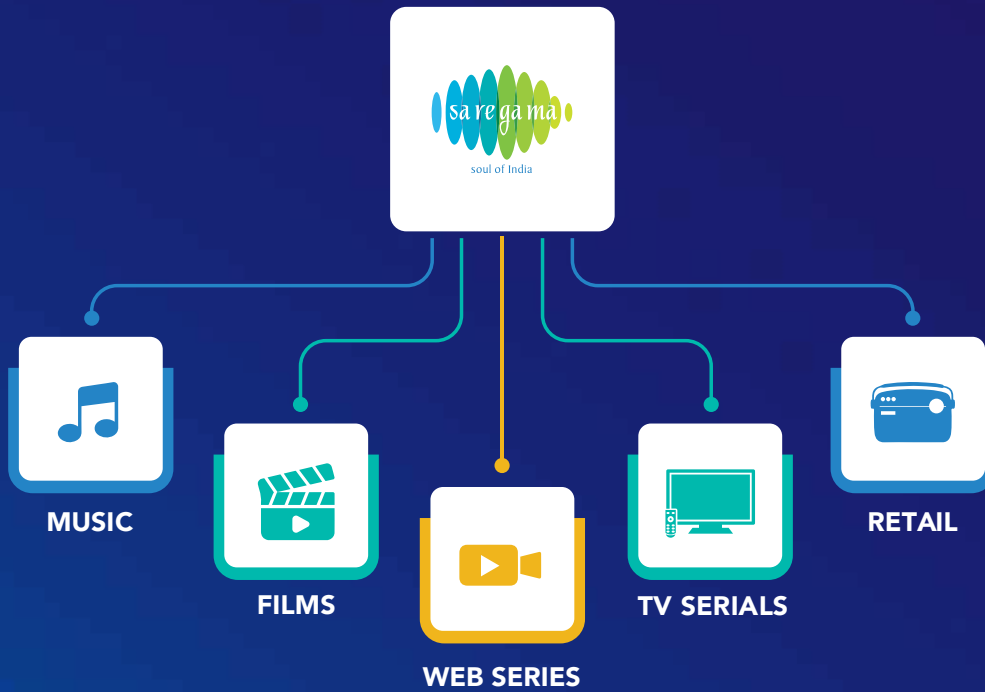 sa re ga ma
soul of India
MUSIC
RETAIL
FILMS
TV SERIALS
WEB SERIES